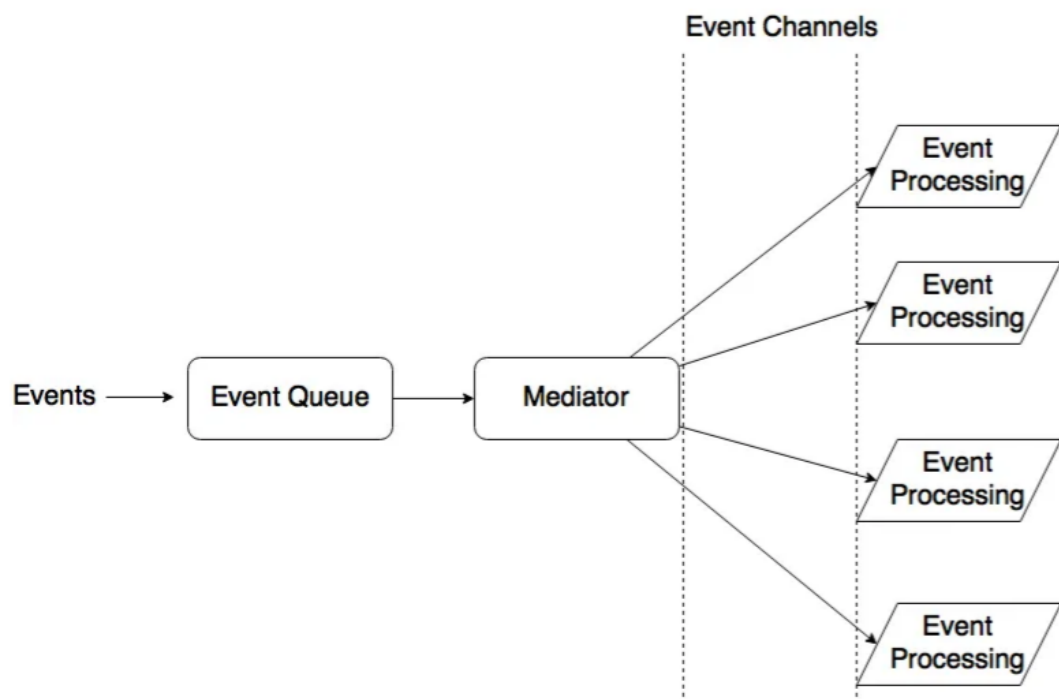 Event Channels
Event
Processing
Event
Processing
Events
Event Queue
Mediator
Event
Processing
Event
Processing